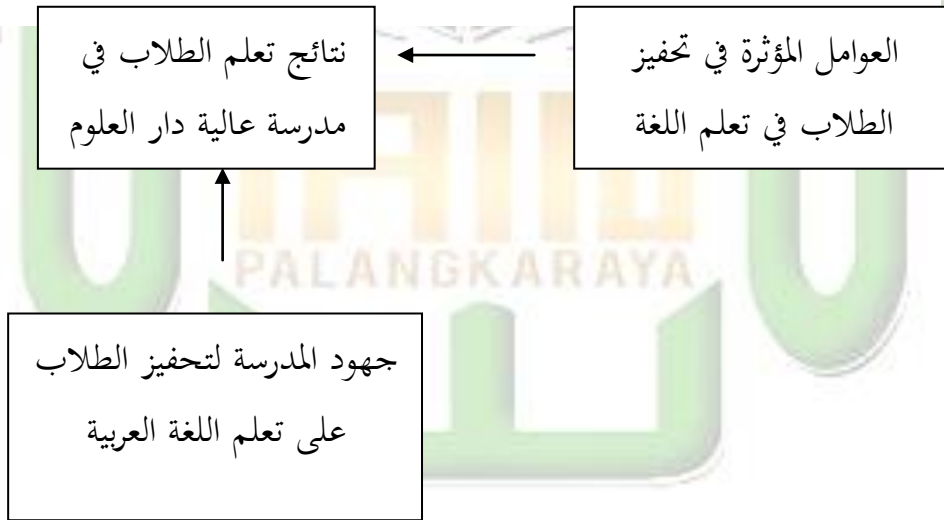 العوامل المؤثرة في تحفيز
الطلاب في تعلم اللغة
نتائج تعلم الطلاب في
مدرسة عالية دار العلوم
جهود المدرسة لتحفيز الطلاب
على تعلم اللغة العربية
IAIN
PALANGKARAYA